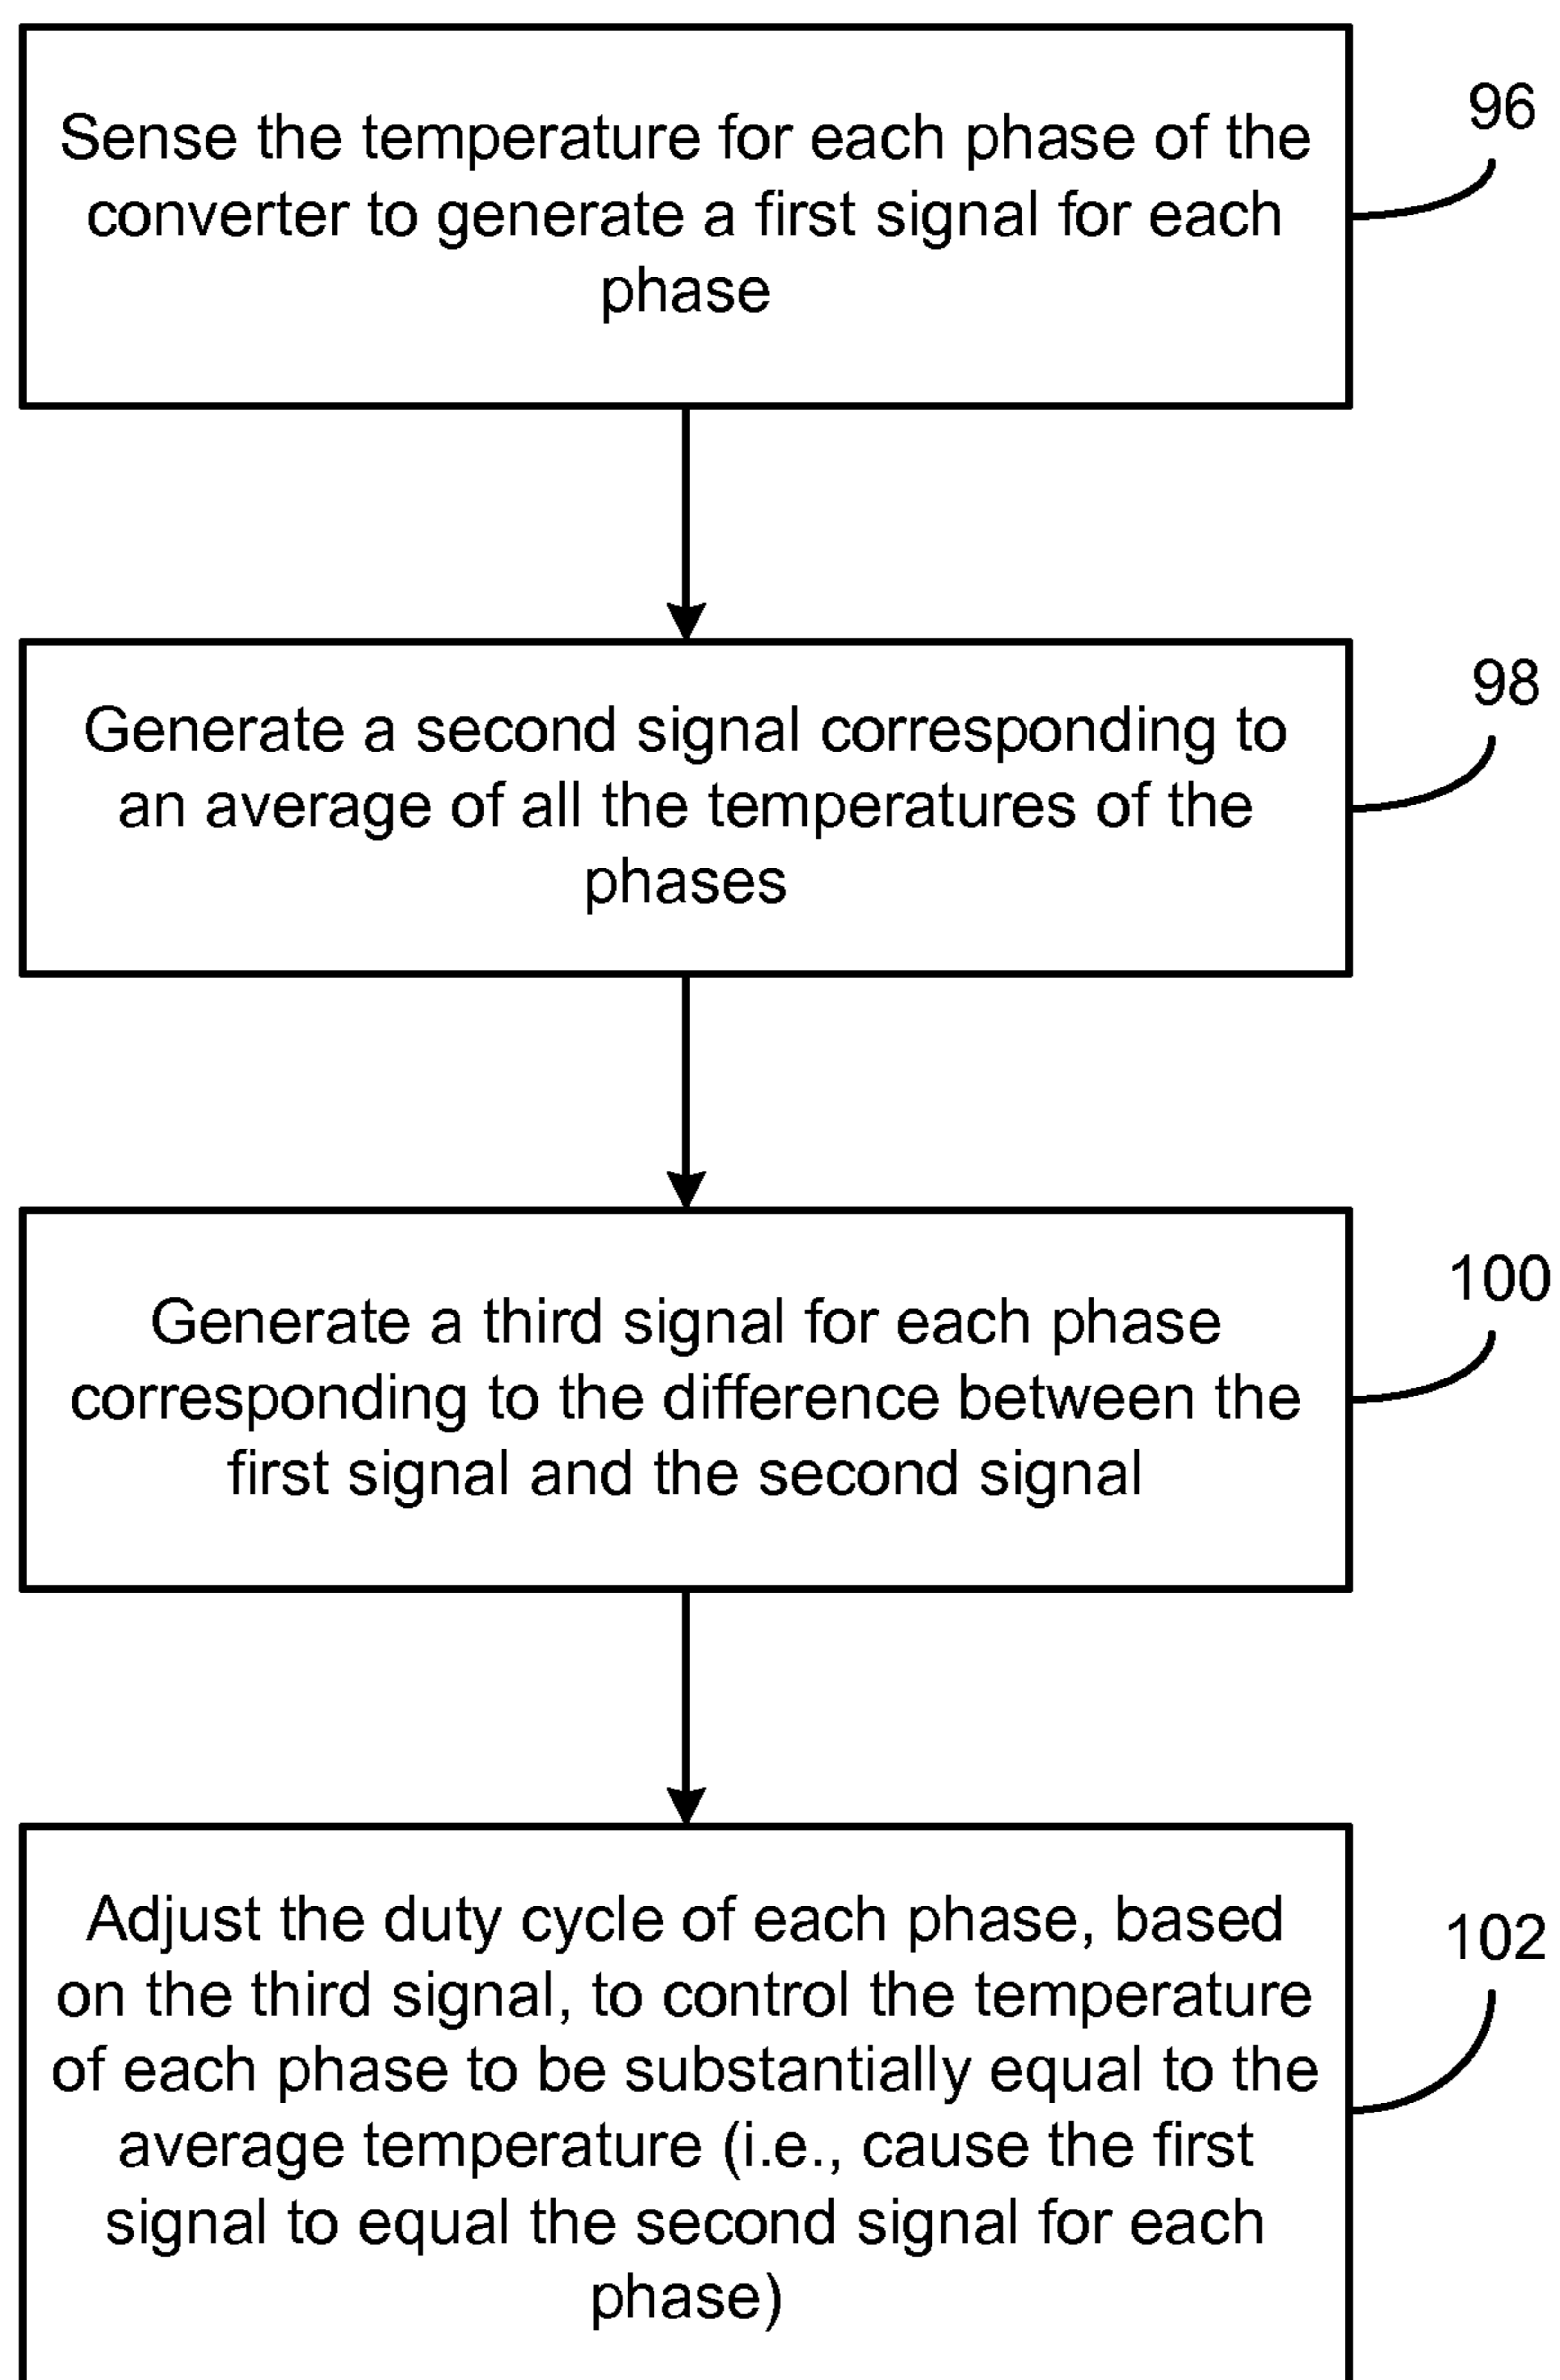 Sense the temperature for each phase of the
converter to generate a first signal for each
phase
96
Generate a second signal corresponding to
an average of all the temperatures of the
phases
98
Generate a third signal for each phase
corresponding to the difference between the
first signal and the second signal
100
Adjust the duty cycle of each phase, based
on the third signal, to control the temperature
of each phase to be substantially equal to the
average temperature (i.e., cause the first
signal to equal the second signal for each
phase)
102